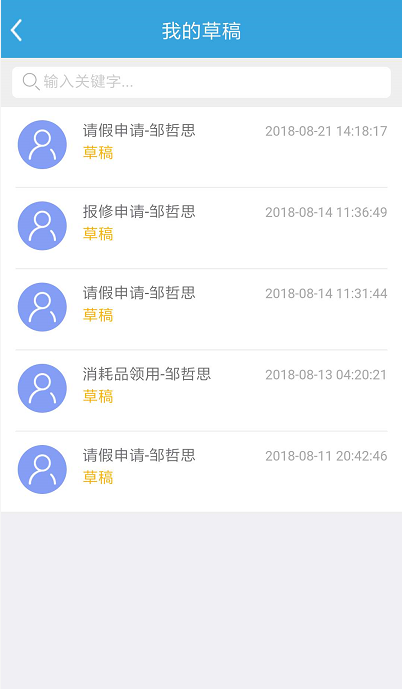 我的草稿
输入关键字...
请假申请-邹哲思 2018-08-21 14:18:17
草稿
报修申请-邹哲思 2018-08-14 11:36:49
草稿
请假申请-邹哲思 2018-08-14 11:31:44
草稿
消耗品领用-邹哲思 2018-08-13 04:20:21
草稿
请假申请-邹哲思 2018-08-11 20:42:46
草稿